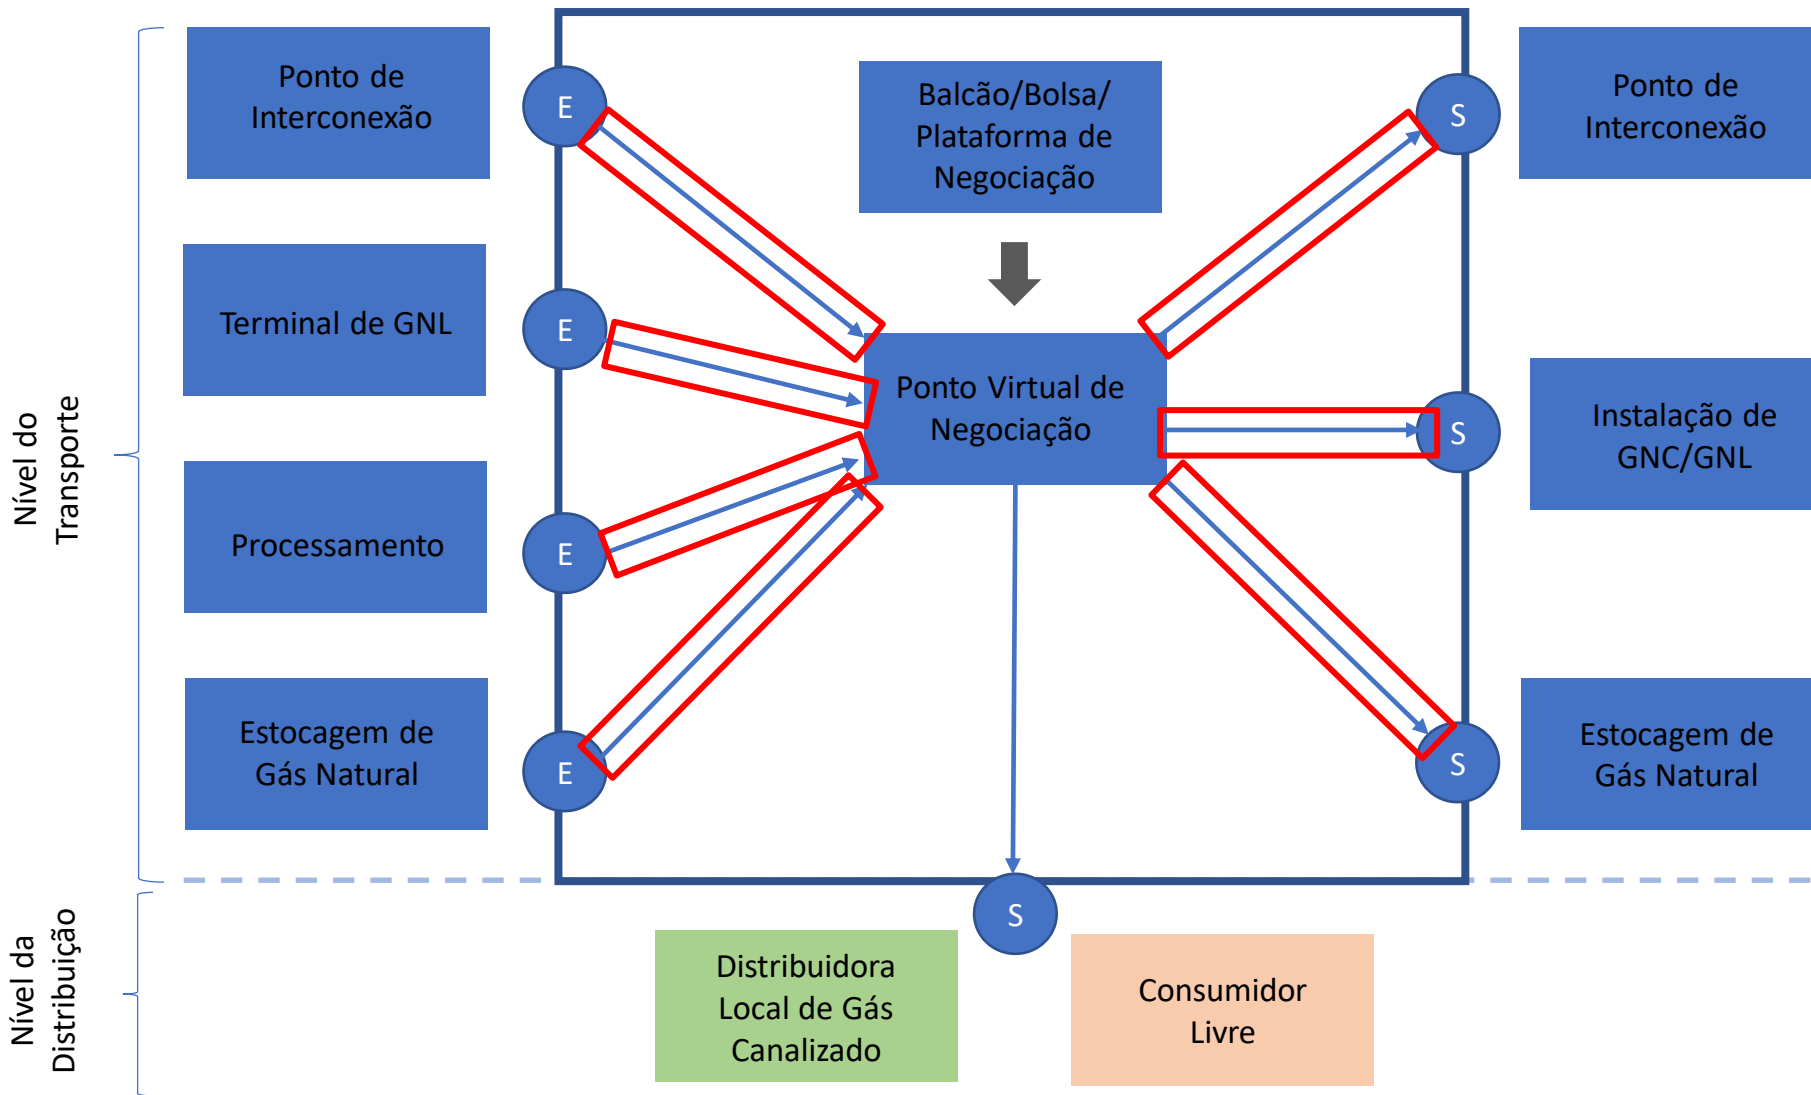 Nível do
Transporte
Ponto de
Interconexão
E
Balcão/Bolsa/
Plataforma de
Negociação
S
Ponto de
Interconexão
Terminal de GNL
E
Ponto Virtual de
Negociação
S
Instalação de
GNC/GNL
Processamento
E
Estocagem de
Gás Natural
E
S
Estocagem de
Gás Natural
Nível da
Distribuição
S
Distribuidora
Local de Gás
Canalizado
Consumidor
Livre